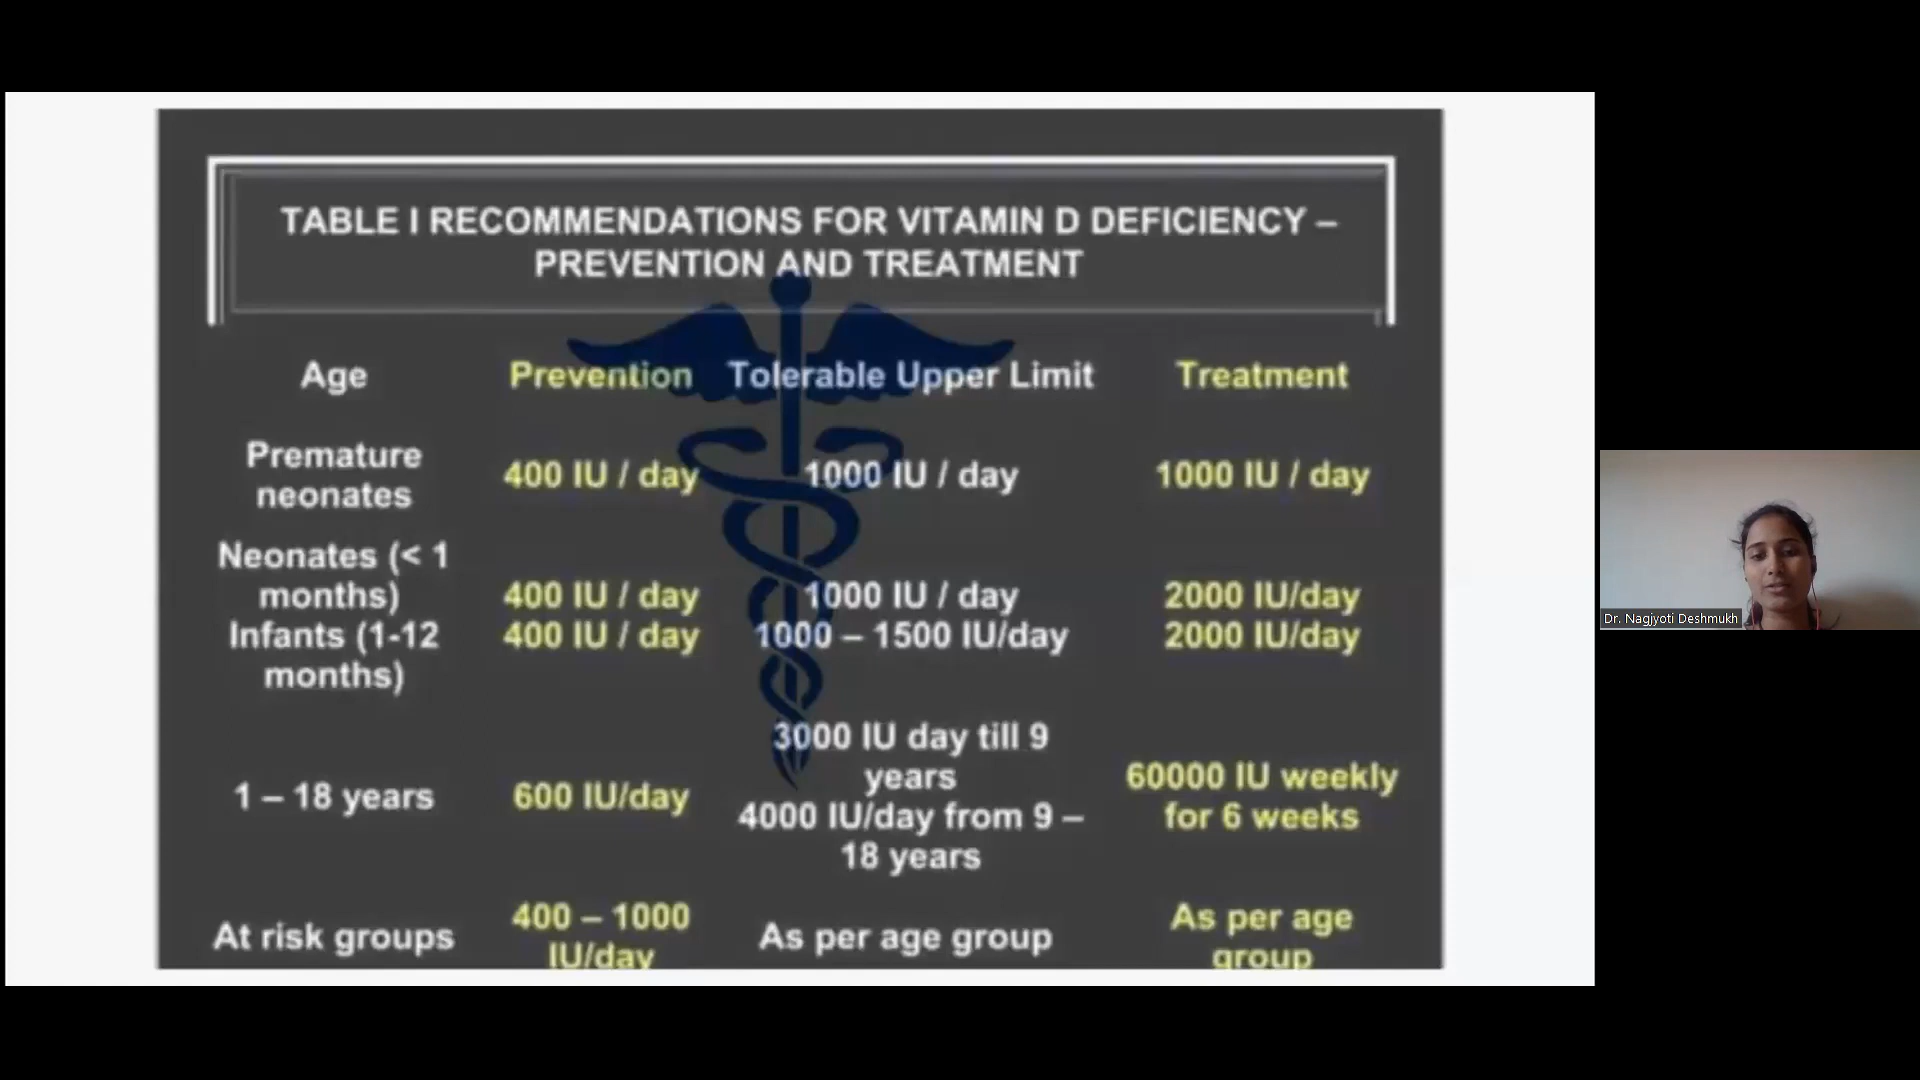 TABLE I RECOMMENDATIONS FOR VITAMIN D DEFICIENCY –
PREVENTION AND TREATMENT
Age Prevention Tolerable Upper Limit Treatment
Premature
neonates
400 IU / day 1000 IU / day 1000 IU / day
Neonates (< 1
months)
400 IU / day 1000 IU / day 2000 IU/day
Infants (1-12
months)
400 IU / day 1000 – 1500 IU/day 2000 IU/day
1 – 18 years
600 IU/day
3000 IU day till 9
years
4000 IU/day from 9 –
18 years
60000 IU weekly
for 6 weeks
At risk groups
400 – 1000
IU/day
As per age group
As per age
group
Dr. Nagjyoti Deshmukh